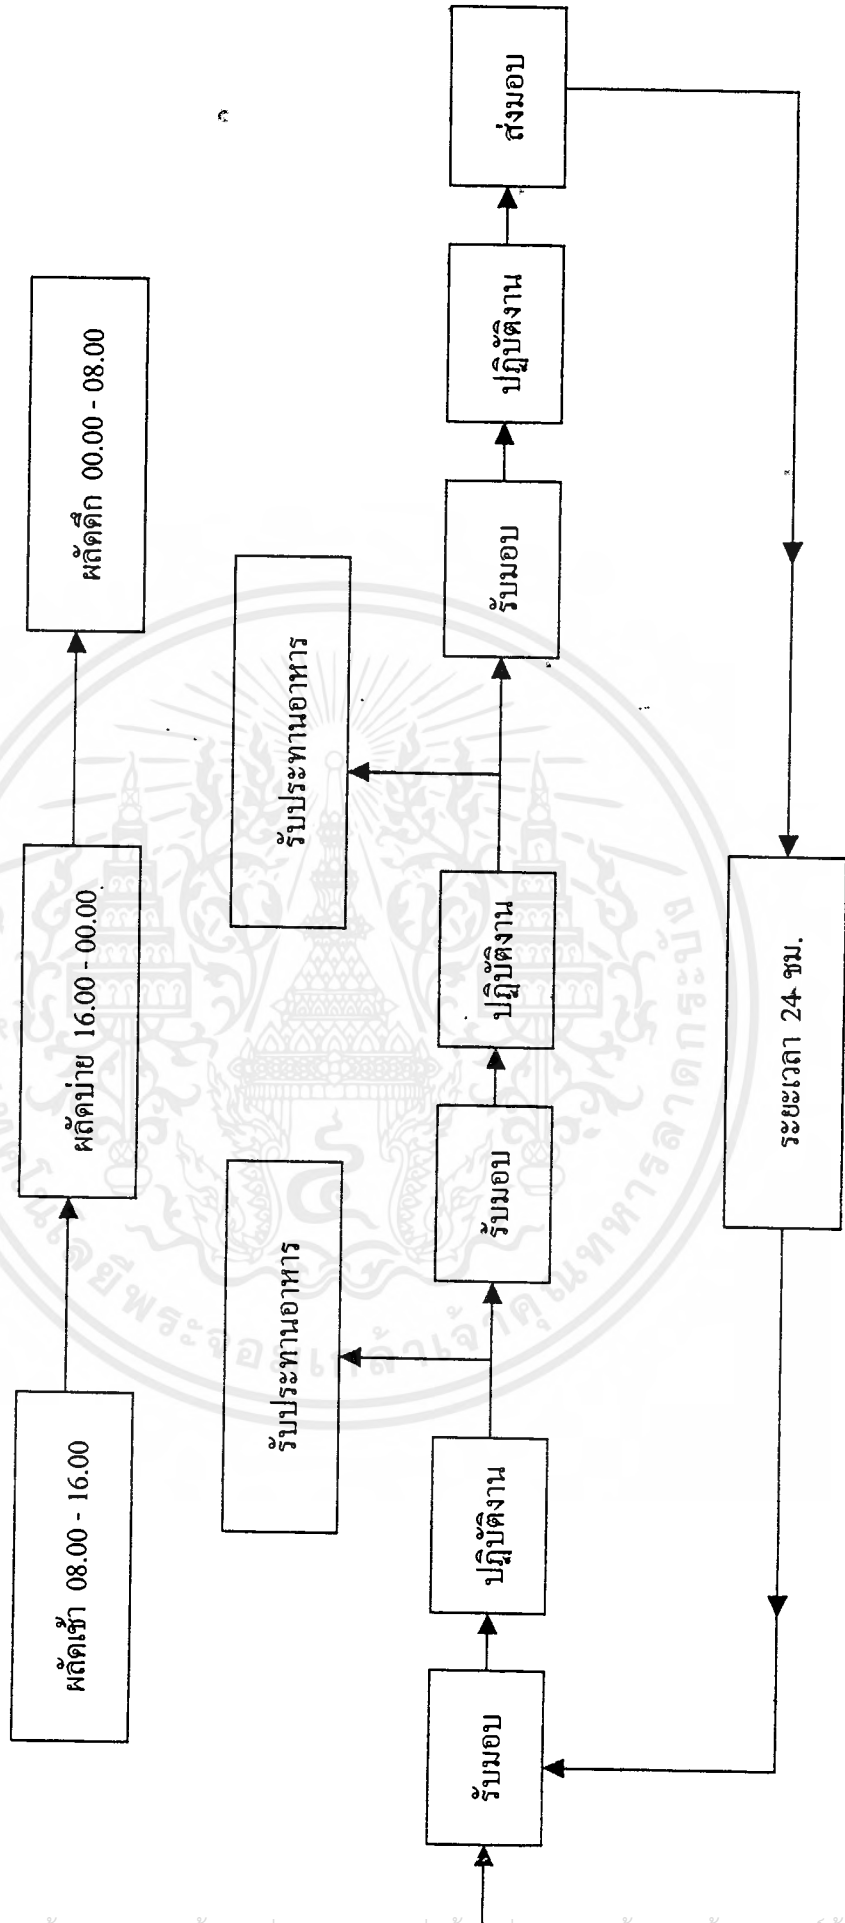 ผลัดเช้า 08.00 - 16.00
ผลัดบ่าย 16.00 - 00.00
ผลัดดึก 00.00 - 08.00
รับประทานอาหาร
รับประทานอาหาร
รับมอบ
ปฏิบัติงาน
รับมอบ
ปฏิบัติงาน
รับมอบ
ปฏิบัติงาน
ส่งมอบ
ระยะเวลา 24 ชม.